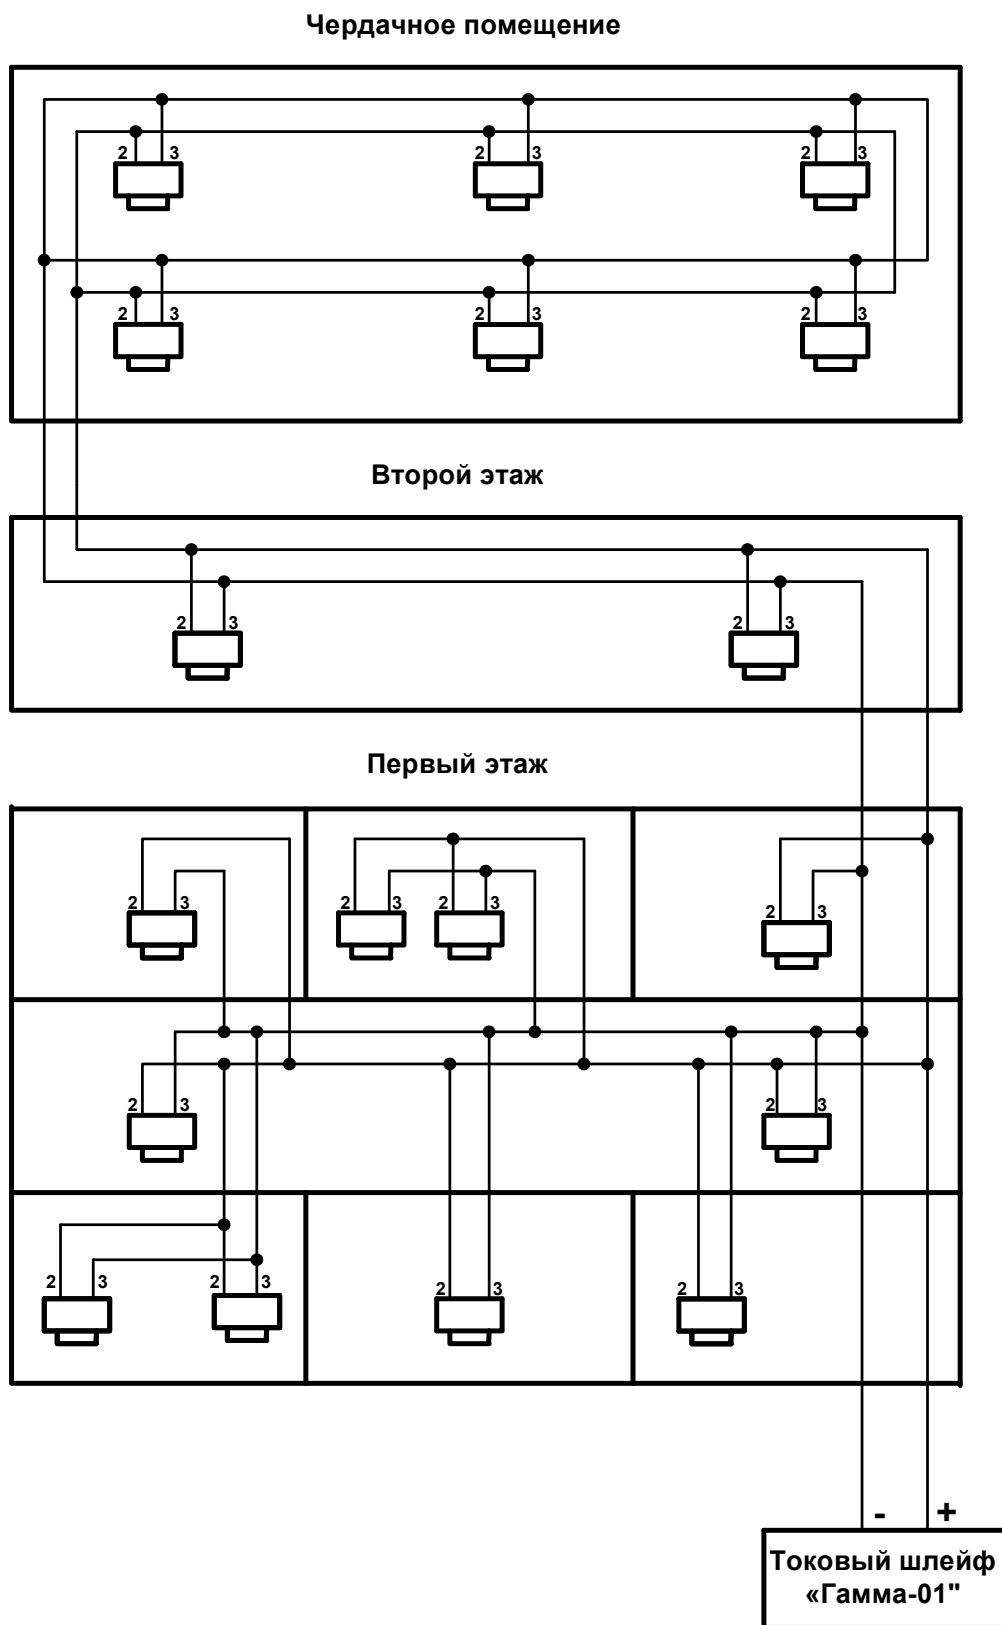 Чердачное помещение
2 3 2 3 2 3
2 3 2 3 2 3
Второй этаж
2 3 2 3
Первый этаж
2 3 2 3 2 3 2 3
2 3 2 3
2 3 2 3 2 3 2 3
- +
Токовый шлейф
«Гамма-01"